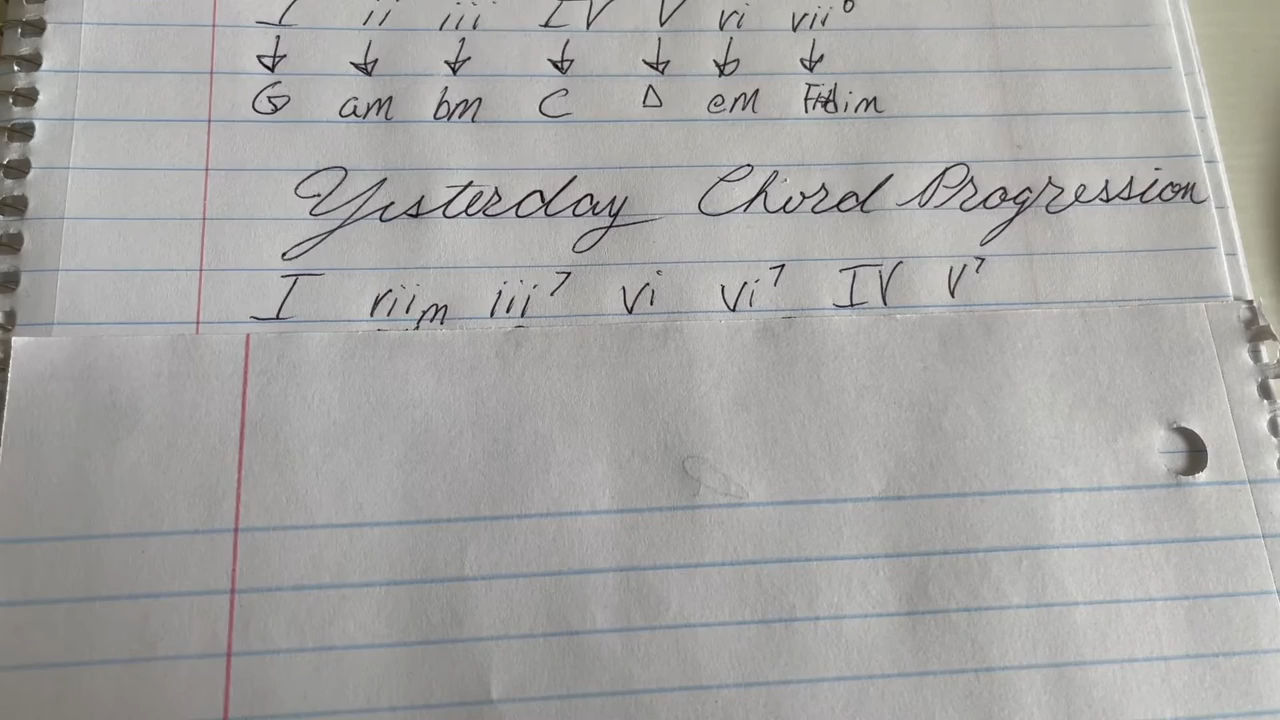 I ii iii IV V vi vii°
↓ ↓ ↓ ↓ ↓ ↓ ↓
G am bm C D em F#dim
Yesterday Chord Progression
I viim iii7 vi vi7 IV V7